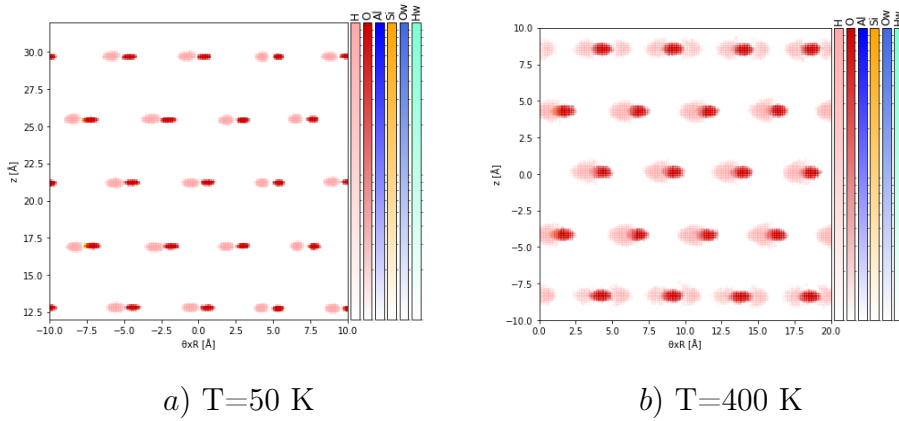 H O Al Si Ow Hw
32.5
30.0
27.5
25.0
22.5
20.0
17.5
15.0
12.5
z [Å]
−10.0 −7.5 −5.0 −2.5 0.0 2.5 5.0 7.5 10.0
θxR [Å]
H O Al Si Ow Hw
10.0
7.5
5.0
2.5
0.0
−2.5
−5.0
−7.5
−10.0
z [Å]
0.0 2.5 5.0 7.5 10.0 12.5 15.0 17.5 20.0
θxR [Å]
a) T=50 K
b) T=400 K